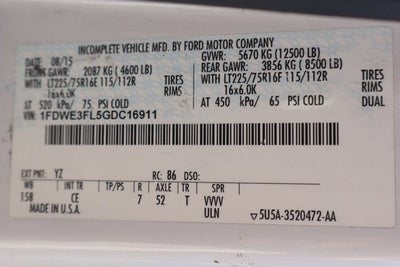 INCOMPLETE VEHICLE MFD. BY FORD MOTOR COMPANY
DATE: 08/15 GVWR: 5670 KG (12500 LB)
FRONT GAWR: 2087 KG ( 4600 LB) REAR GAWR: 3856 KG ( 8500 LB)
WITH LT225/75R16E 115/112R TIRES WITH LT225/75R16E 115/112R TIRES
16x6.0K RIMS 16x6.0K RIMS
AT 520 kPa/ 75 PSI COLD AT 450 kPa/ 65 PSI COLD DUAL
VIN: 1FDWE3FL5GDC16911
EXT PNT: YZ RC: 86 DSO:
WB INT TR TP/PS R AXLE TR SPR
158 CE 7 52 T VVVV
MADE IN U.S.A. ULN ▽5U5A-3520472-AA